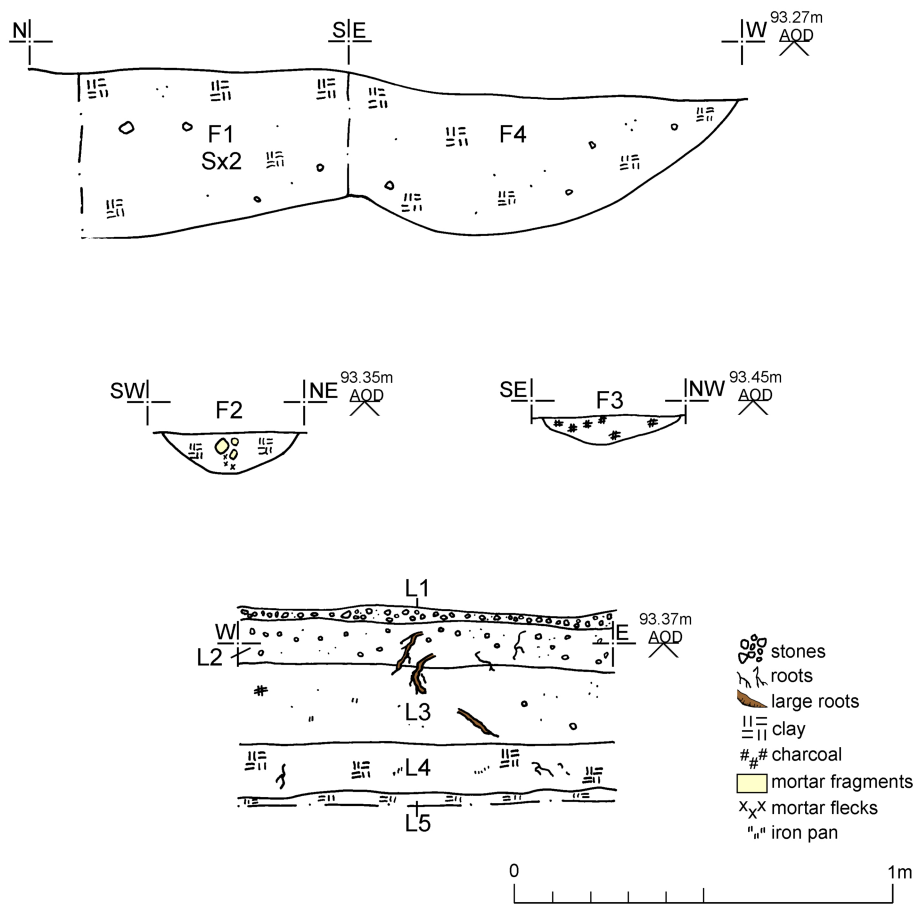 N S E W 93.27m
AOD
F1 F4
Sx2
SW NE 93.35m
AOD
F2
SE NW 93.45m
AOD
F3
L1
W E 93.37m
AOD
L2
L3
L4
L5
stones
roots
large roots
clay
charcoal
mortar fragments
mortar flecks
iron pan
0 1m